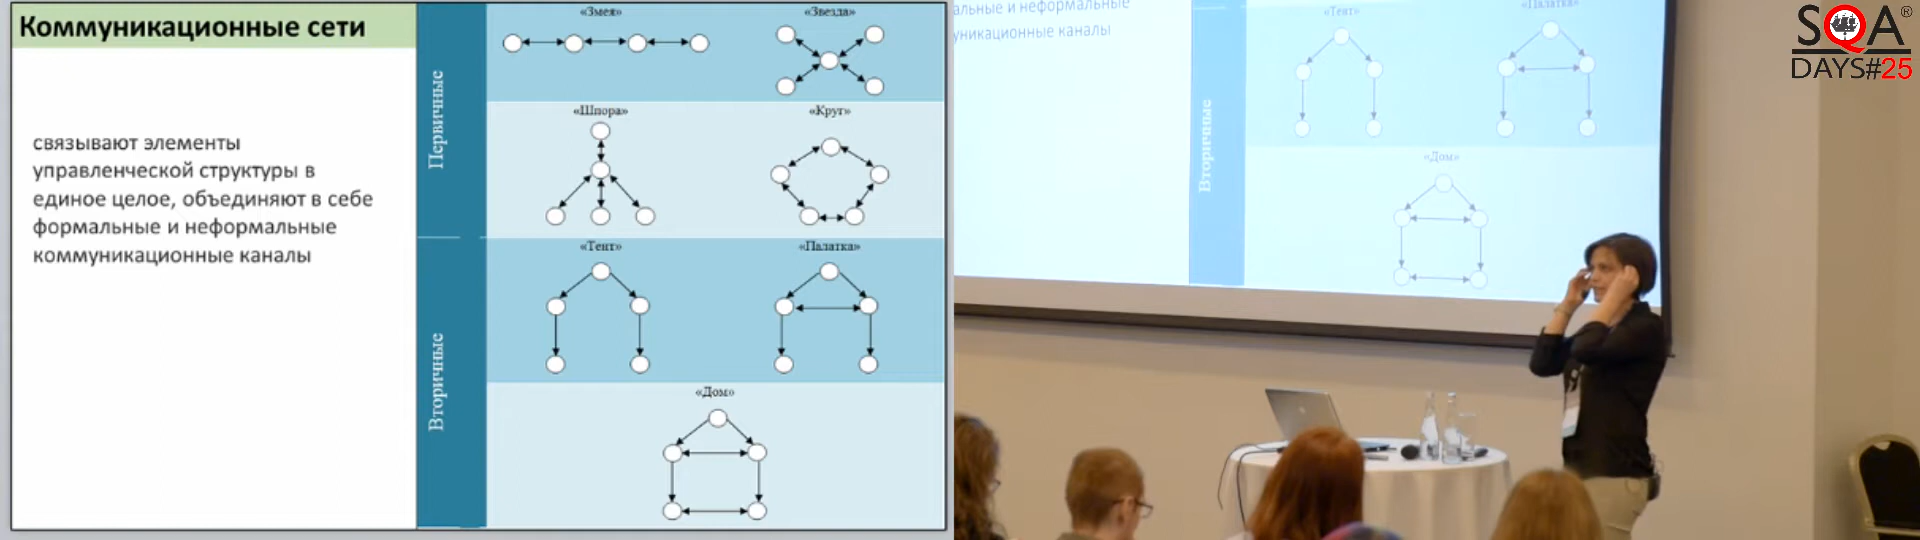 Коммуникационные сети
связывают элементы
управленческой структуры в
единое целое, объединяют в себе
формальные и неформальные
коммуникационные каналы
Первичные
«Змея»
«Звезда»
«Шпора»
«Круг»
Вторичные
«Тент»
«Палатка»
«Дом»
альные и неформальные
уникационные каналы
Вторичные
«Тент»
«Палатка»
«Дом»
SQA®
DAYS#25